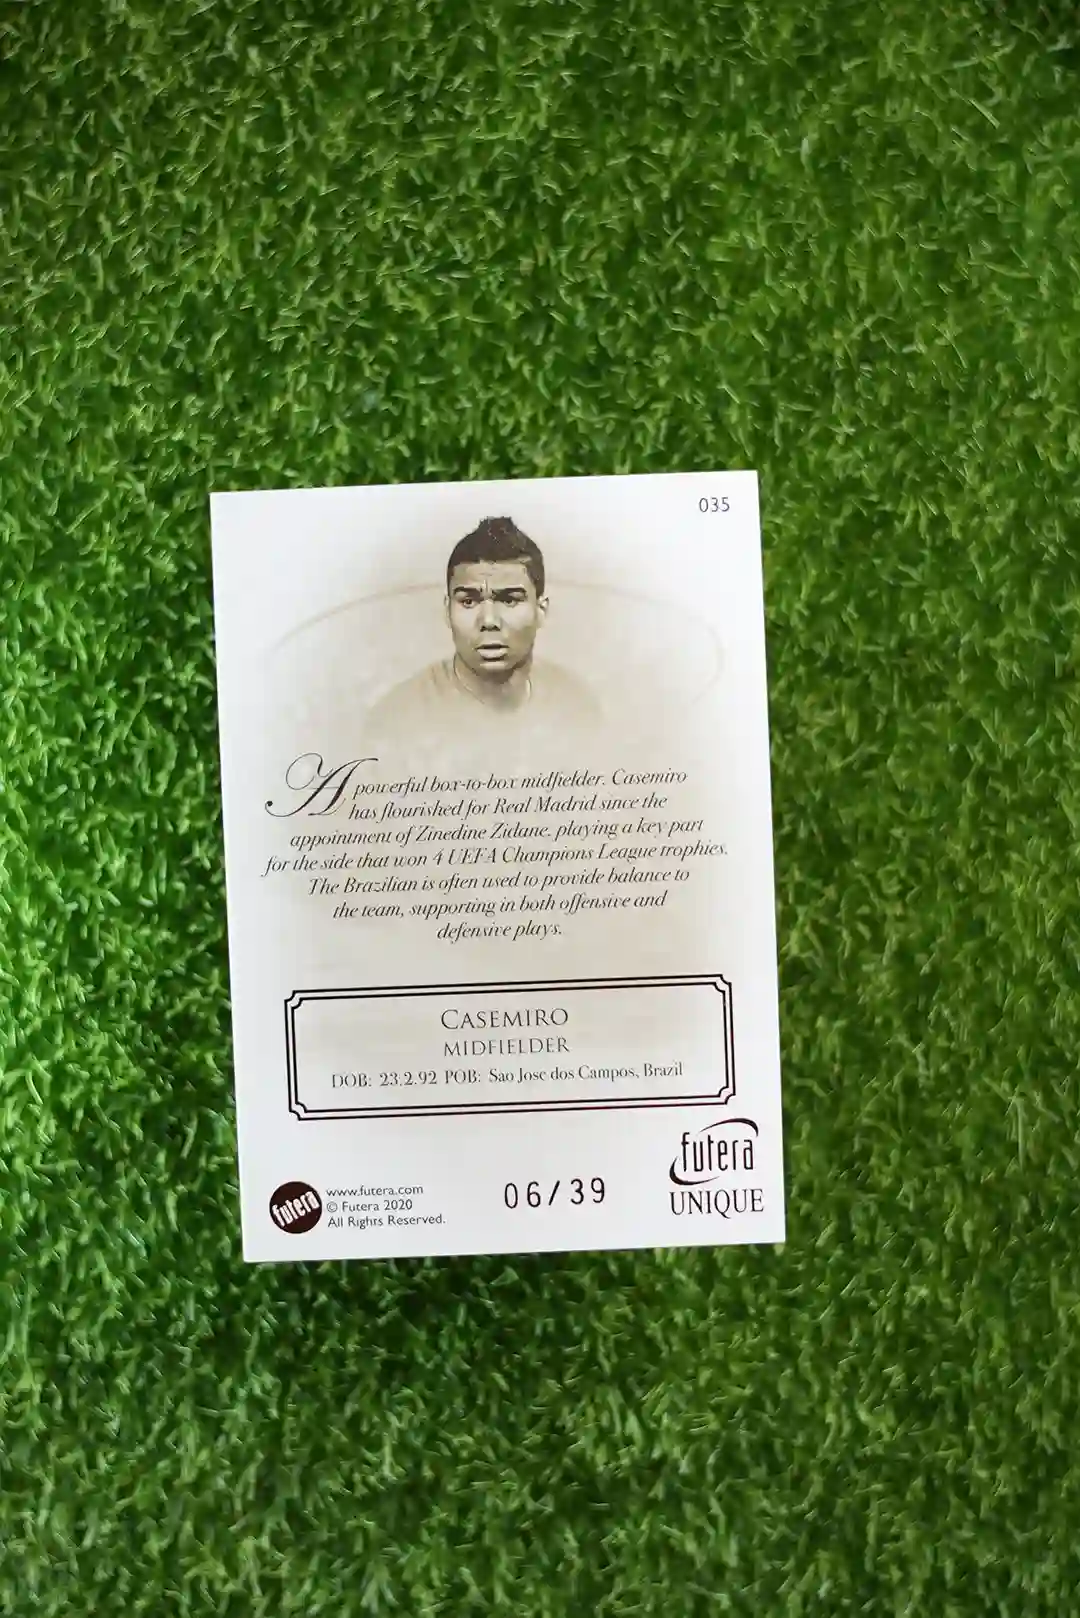 035
A powerful box-to-box midfielder, Casemiro
has flourished for Real Madrid since the
appointment of Zinedine Zidane, playing a key part
for the side that won 4 UEFA Champions League trophies.
The Brazilian is often used to provide balance to
the team, supporting in both offensive and
defensive plays.
CASEMIRO
MIDFIELDER
DOB: 23.2.92 POB: Sao Jose dos Campos, Brazil
futera
UNIQUE
futera
www.futera.com
© Futera 2020
All Rights Reserved.
06/39